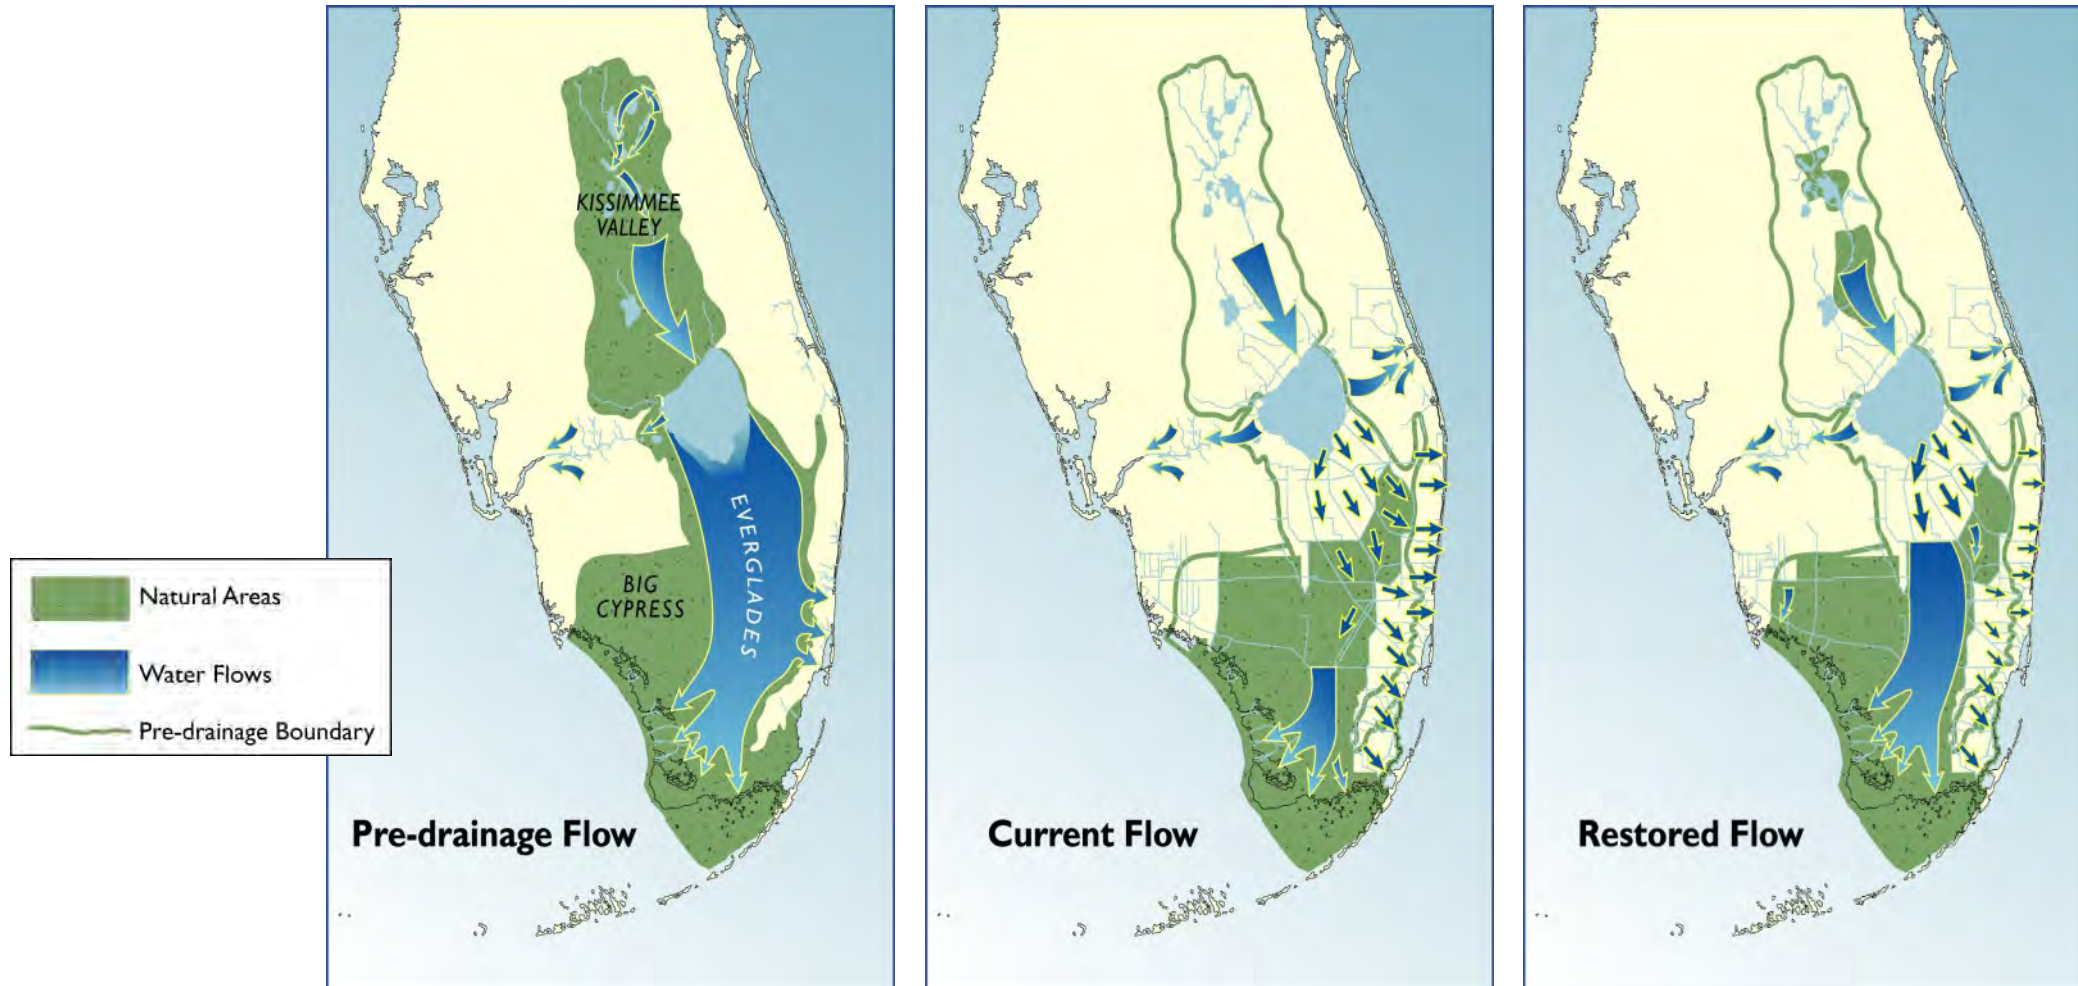 KISSIMMEE
VALLEY
EVERGLADES
BIG
CYPRESS
Natural Areas
Water Flows
Pre-drainage Boundary
Pre-drainage Flow
Current Flow
Restored Flow